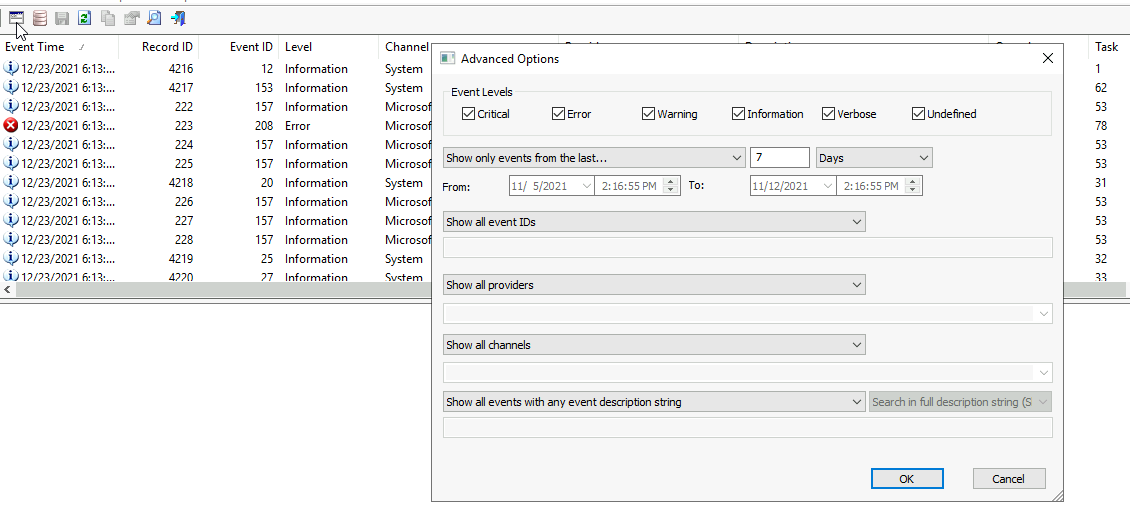 Event Time / Record ID Event ID Level Channel Task
12/23/2021 6:13:... 4216 12 Information System 1
12/23/2021 6:13:... 4217 153 Information System 62
12/23/2021 6:13:... 222 157 Information Microsof 53
12/23/2021 6:13:... 223 208 Error Microsof 78
12/23/2021 6:13:... 224 157 Information Microsof 53
12/23/2021 6:13:... 225 157 Information Microsof 53
12/23/2021 6:13:... 4218 20 Information System 31
12/23/2021 6:13:... 226 157 Information Microsof 53
12/23/2021 6:13:... 227 157 Information Microsof 53
12/23/2021 6:13:... 228 157 Information Microsof 53
12/23/2021 6:13:... 4219 25 Information System 32
12/23/2021 6:13:... 4220 27 Information System 33
Advanced Options
Event Levels
Critical Error Warning Information Verbose Undefined
Show only events from the last... 7 Days
From: 11/ 5/2021 2:16:55 PM To: 11/12/2021 2:16:55 PM
Show all event IDs
Show all providers
Show all channels
Show all events with any event description string Search in full description string (S
OK Cancel